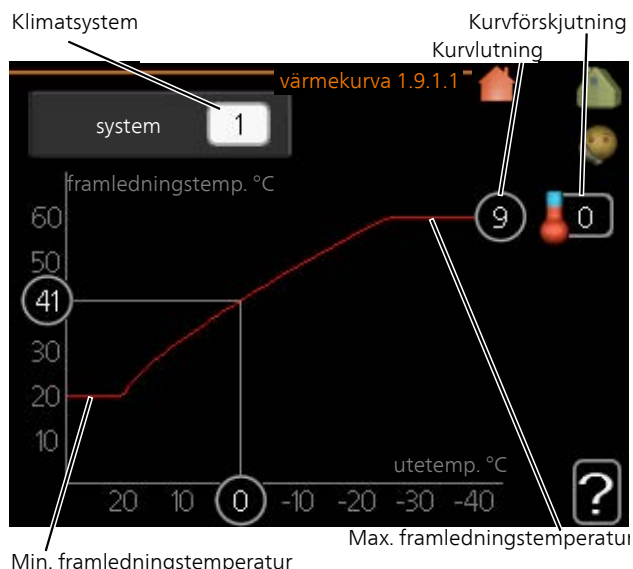 Klimatsystem
Kurvförskjutning
Kurvlutning
värmekurva 1.9.1.1
system 1
framledningstemp. °C
60
9
0
50
41
30
20
10
utetemp. °C
20 10 0 -10 -20 -30 -40
?
Max. framledningstemperatur
Min. framledningstemperatur